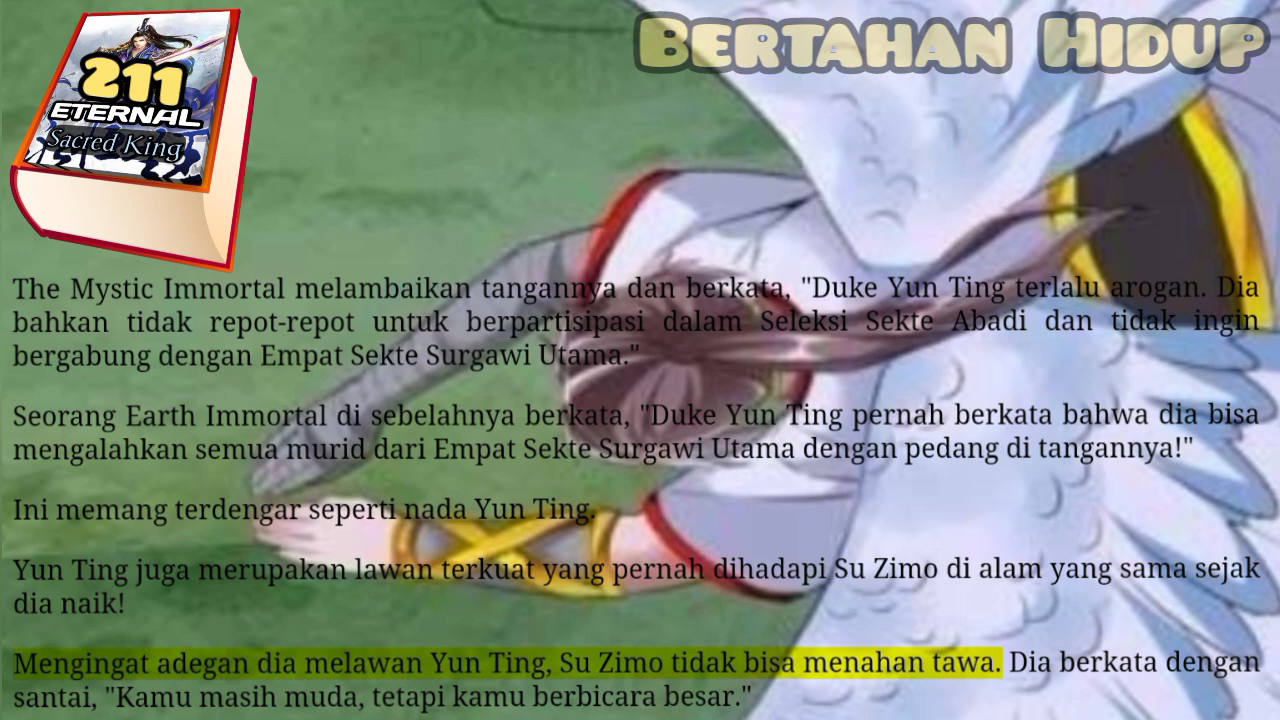 BERTAHAN HIDUP
211
ETERNAL
Sacred King
The Mystic Immortal melambaikan tangannya dan berkata, "Duke Yun Ting terlalu arogan. Dia
bahkan tidak repot-repot untuk berpartisipasi dalam Seleksi Sekte Abadi dan tidak ingin
bergabung dengan Empat Sekte Surgawi Utama."
Seorang Earth Immortal di sebelahnya berkata, "Duke Yun Ting pernah berkata bahwa dia bisa
mengalahkan semua murid dari Empat Sekte Surgawi Utama dengan pedang di tangannya!"
Ini memang terdengar seperti nada Yun Ting.
Yun Ting juga merupakan lawan terkuat yang pernah dihadapi Su Zimo di alam yang sama sejak
dia naik!
Mengingat adegan dia melawan Yun Ting, Su Zimo tidak bisa menahan tawa. Dia berkata dengan
santai, "Kamu masih muda, tetapi kamu berbicara besar."